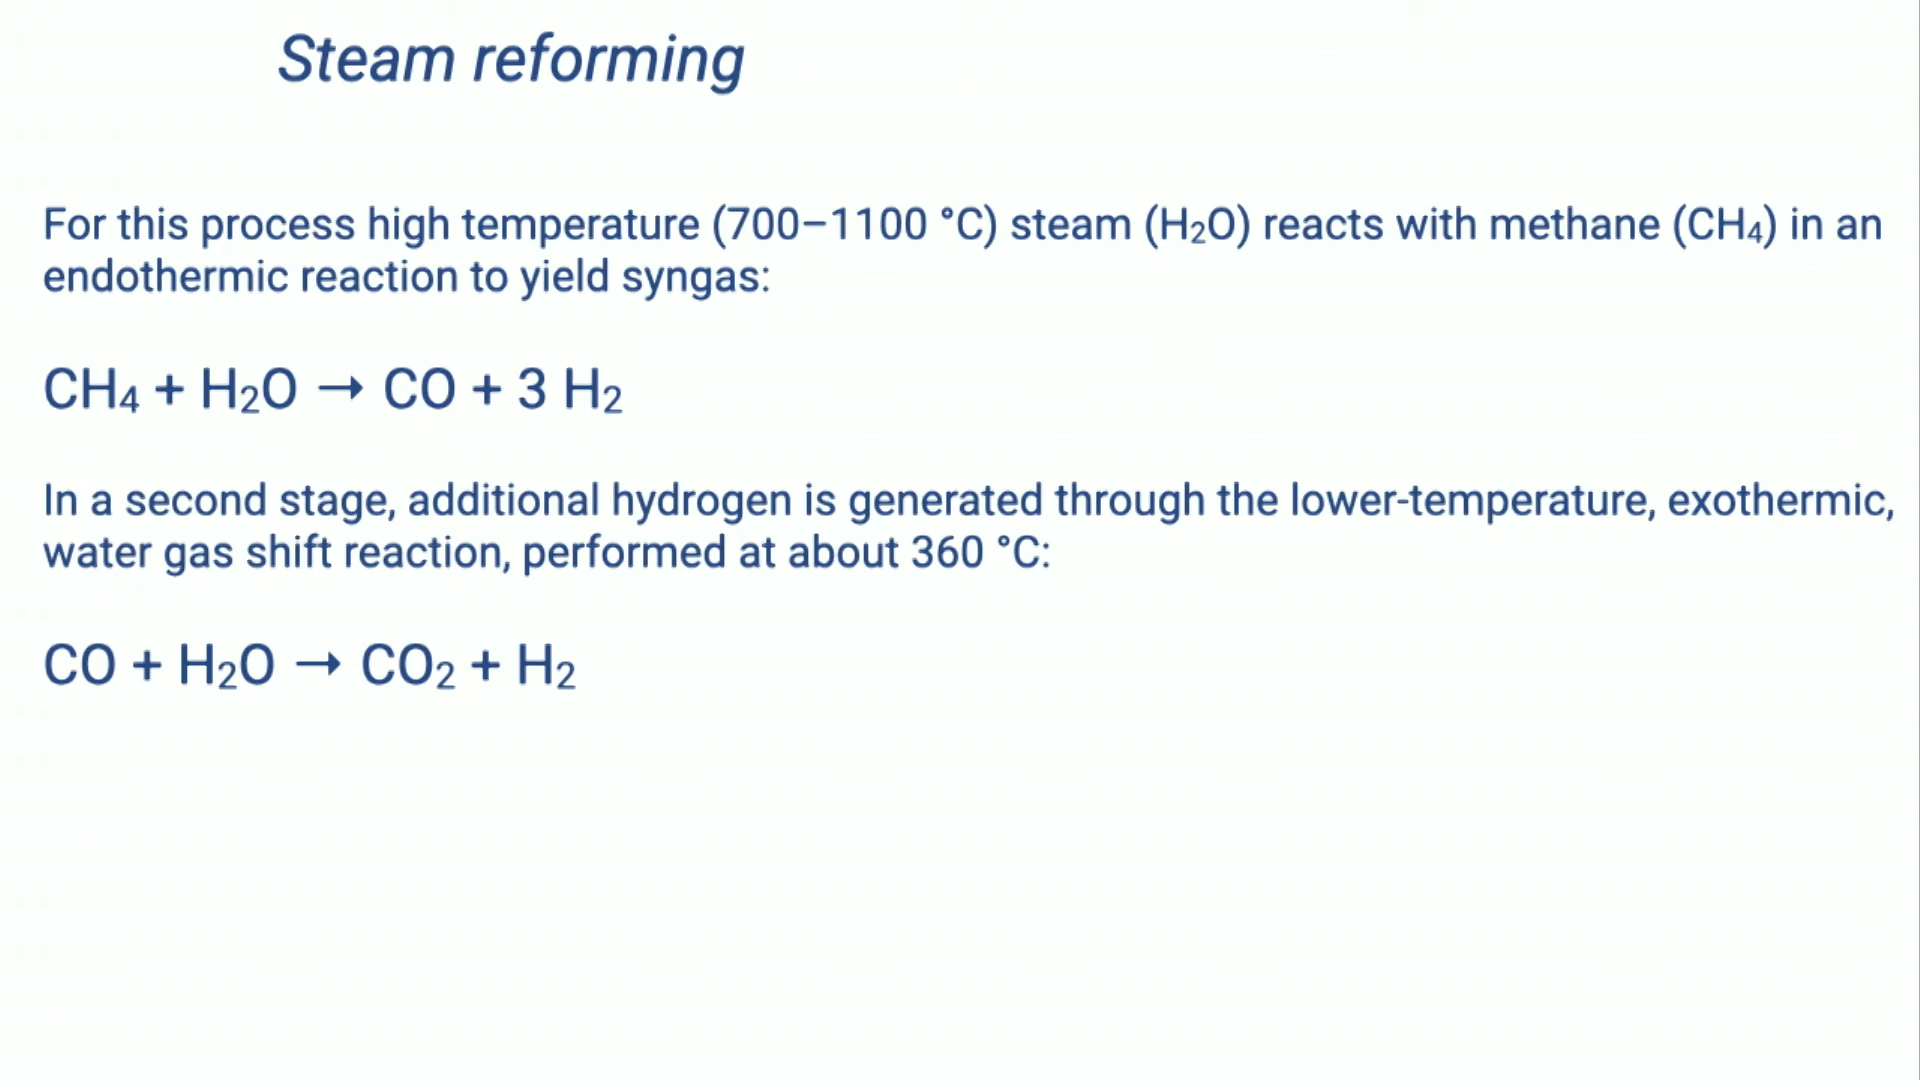 Steam reforming
For this process high temperature (700–1100 °C) steam (H₂O) reacts with methane (CH₄) in an
endothermic reaction to yield syngas:
CH₄ + H₂O → CO + 3 H₂
In a second stage, additional hydrogen is generated through the lower-temperature, exothermic,
water gas shift reaction, performed at about 360 °C:
CO + H₂O → CO₂ + H₂